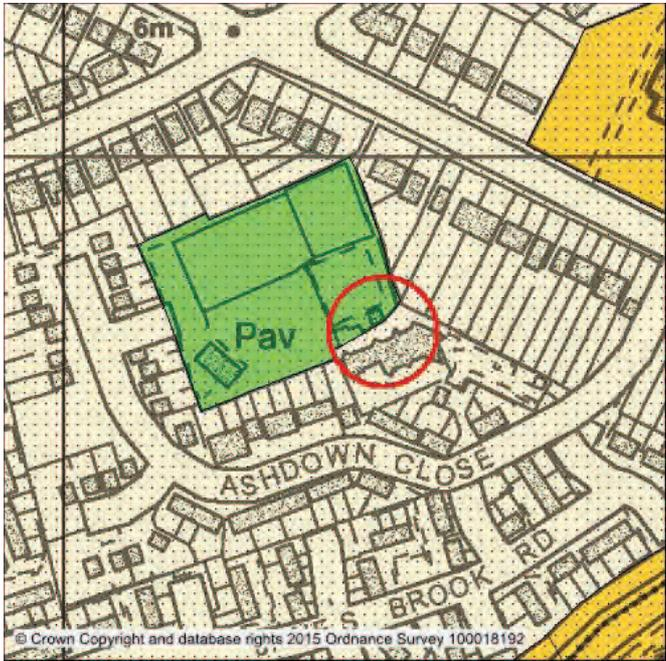 6m
Pav
ASHDOWN CLOSE
BROOK RD
© Crown Copyright and database rights 2015 Ordnance Survey 100018192